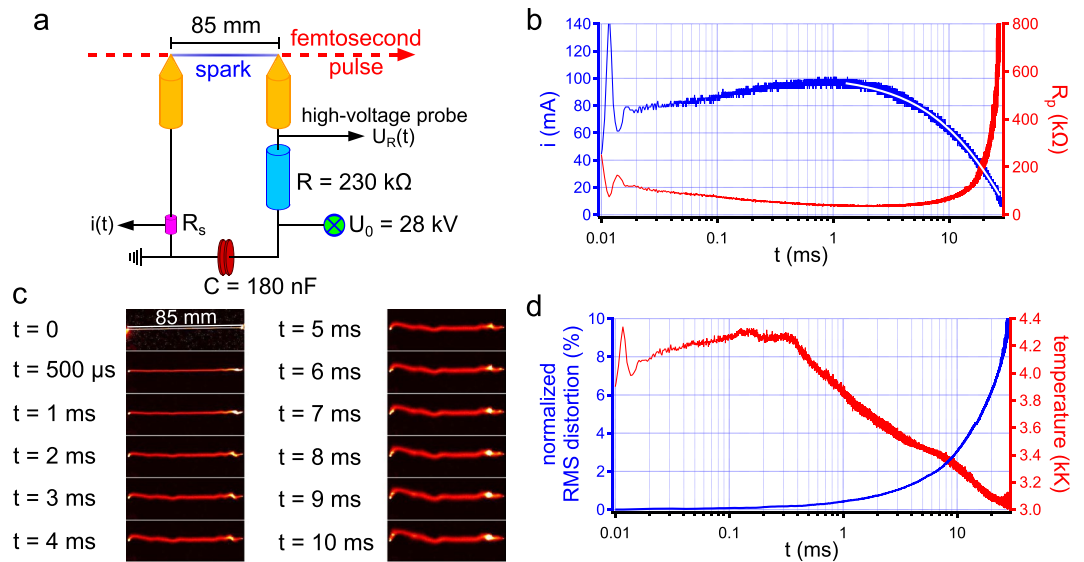 a
85 mm
femtosecond
spark
pulse
high-voltage probe
U_R(t)
R = 230 kΩ
i(t)
R_s
U_0 = 28 kV
C = 180 nF
b
140
120
100
80
60
40
20
0
i (mA)
800
600
400
200
0
R_p (kΩ)
0.01
0.1
1
10
t (ms)
c
85 mm
t = 0
t = 500 µs
t = 1 ms
t = 2 ms
t = 3 ms
t = 4 ms
t = 5 ms
t = 6 ms
t = 7 ms
t = 8 ms
t = 9 ms
t = 10 ms
d
normalized
RMS distortion (%)
10
8
6
4
2
0
4.4
4.2
4.0
3.8
3.6
3.4
3.2
3.0
temperature (kK)
0.01
0.1
1
10
t (ms)